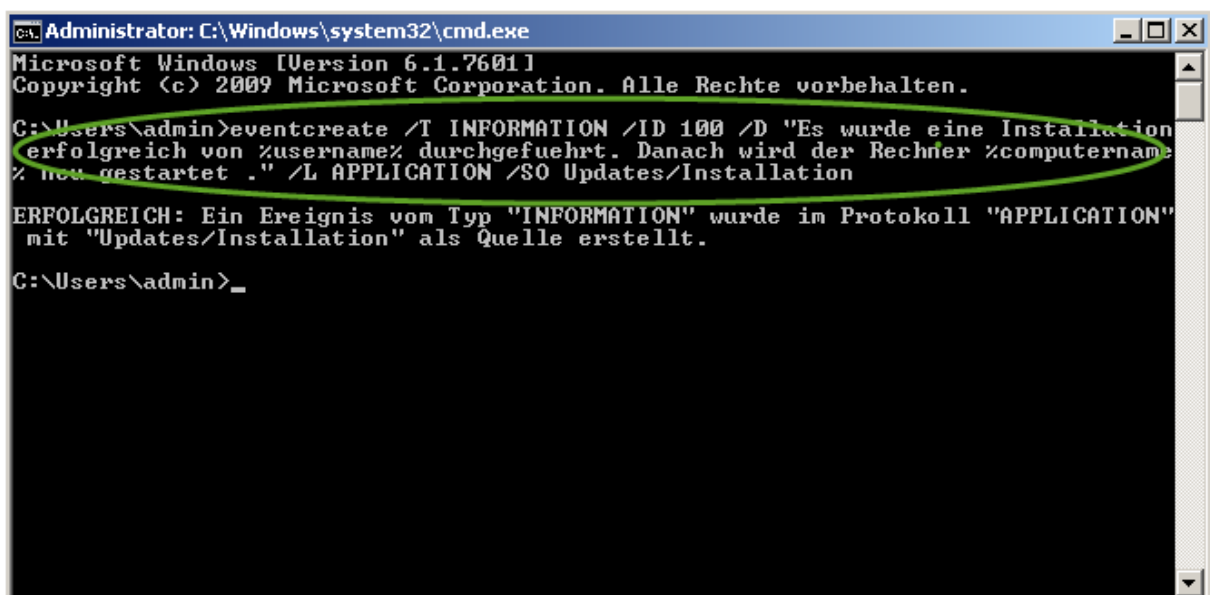 Administrator: C:\Windows\system32\cmd.exe
Microsoft Windows [Version 6.1.7601]
Copyright (c) 2009 Microsoft Corporation. Alle Rechte vorbehalten.
C:\Users\admin>eventcreate /T INFORMATION /ID 100 /D "Es wurde eine Installation
erfolgreich von %username% durchgefuehrt. Danach wird der Rechner %computername
% neu gestartet ." /L APPLICATION /SO Updates/Installation
ERFOLGREICH: Ein Ereignis vom Typ "INFORMATION" wurde im Protokoll "APPLICATION"
mit "Updates/Installation" als Quelle erstellt.
C:\Users\admin>_